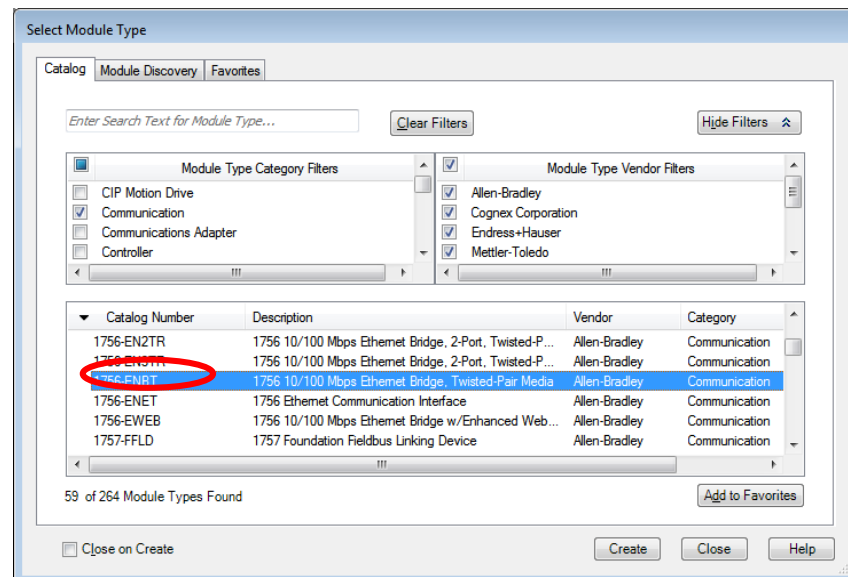 Select Module Type
Catalog Module Discovery Favorites
Enter Search Text for Module Type... Clear Filters Hide Filters
Module Type Category Filters Module Type Vendor Filters
CIP Motion Drive Allen-Bradley
Communication Cognex Corporation
Communications Adapter Endress+Hauser
Controller Mettler-Toledo
Catalog Number Description Vendor Category
1756-EN2TR 1756 10/100 Mbps Ethernet Bridge, 2-Port, Twisted-P... Allen-Bradley Communication
1756-EN3TR 1756 10/100 Mbps Ethernet Bridge, 2-Port, Twisted-P... Allen-Bradley Communication
1756-ENBT 1756 10/100 Mbps Ethernet Bridge, Twisted-Pair Media Allen-Bradley Communication
1756-ENET 1756 Ethernet Communication Interface Allen-Bradley Communication
1756-EWEB 1756 10/100 Mbps Ethernet Bridge w/Enhanced Web... Allen-Bradley Communication
1757-FFLD 1757 Foundation Fieldbus Linking Device Allen-Bradley Communication
59 of 264 Module Types Found Add to Favorites
Close on Create Create Close Help